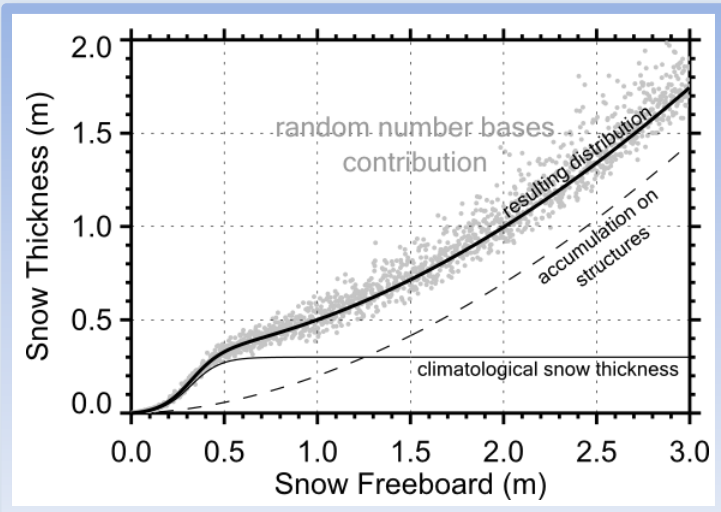 2.0
1.5
1.0
0.5
0.0
Snow Thickness (m)
random number bases
contribution
resulting distribution
accumulation on
structures
climatological snow thickness
0.0 0.5 1.0 1.5 2.0 2.5 3.0
Snow Freeboard (m)